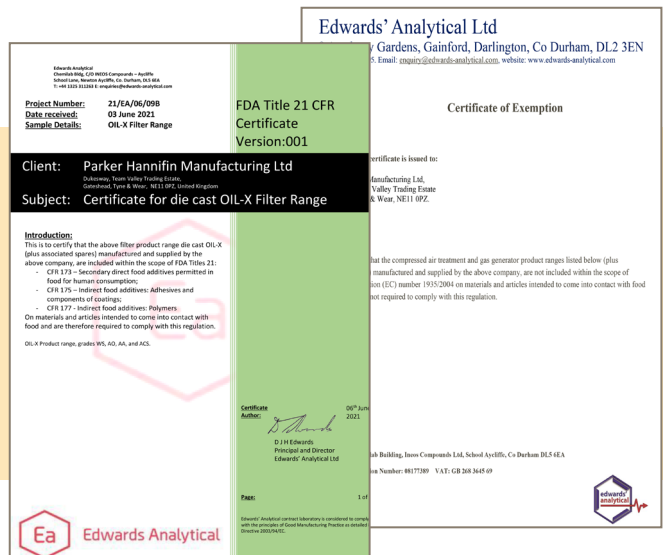 Edwards' Analytical Ltd
Gardens, Gainford, Darlington, Co Durham, DL2 3EN
5. Email: enquiry@edwards-analytical.com, website: www.edwards-analytical.com
Certificate of Exemption
certificate is issued to:
Manufacturing Ltd,
Valley Trading Estate
& Wear, NE11 0PZ.
hat the compressed air treatment and gas generator product ranges listed below (plus
manufactured and supplied by the above company, are not included within the scope of
ion (EC) number 1935/2004 on materials and articles intended to come into contact with food
not required to comply with this regulation.
lab Building, Ineos Compounds Ltd, School Aycliffe, Co Durham DL5 6EA
on Number: 08177389 VAT: GB 268 3645 69
edwards'
analytical
Edwards Analytical
Chemilab Bldg, C/O INEOS Compounds – Aycliffe
School Lane, Newton Aycliffe, Co. Durham, DL5 6EA
T: +44 1325 311263 E: enquiries@edwards-analytical.com
Project Number: 21/EA/06/09B
Date received: 03 June 2021
Sample Details: OIL-X Filter Range
FDA Title 21 CFR
Certificate
Version:001
Client: Parker Hannifin Manufacturing Ltd
Dukesway, Team Valley Trading Estate,
Gateshead, Tyne & Wear, NE11 0PZ, United Kingdom
Subject: Certificate for die cast OIL-X Filter Range
Introduction:
This is to certify that the above filter product range die cast OIL-X
(plus associated spares) manufactured and supplied by the
above company, are included within the scope of FDA Titles 21:
- CFR 173 – Secondary direct food additives permitted in
food for human consumption;
- CFR 175 – Indirect food additives: Adhesives and
components of coatings;
- CFR 177 - Indirect food additives: Polymers
On materials and articles intended to come into contact with
food and are therefore required to comply with this regulation.
OIL-X Product range, grades WS, AO, AA, and ACS.
Ea
Certificate
Author:
06th June
2021
D J H Edwards
Principal and Director
Edwards' Analytical Ltd
Page: 1 of
Edwards' Analytical contract laboratory is considered to compl
with the principles of Good Manufacturing Practice as detailed
Directive 2003/94/EC.
Ea Edwards Analytical